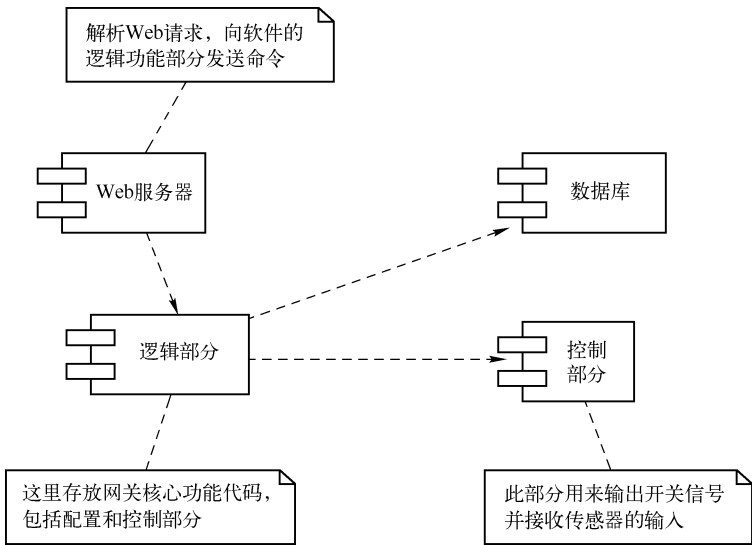 解析Web请求，向软件的
逻辑功能部分发送命令
Web服务器
数据库
逻辑部分
控制
部分
这里存放网关核心功能代码，
包括配置和控制部分
此部分用来输出开关信号
并接收传感器的输入